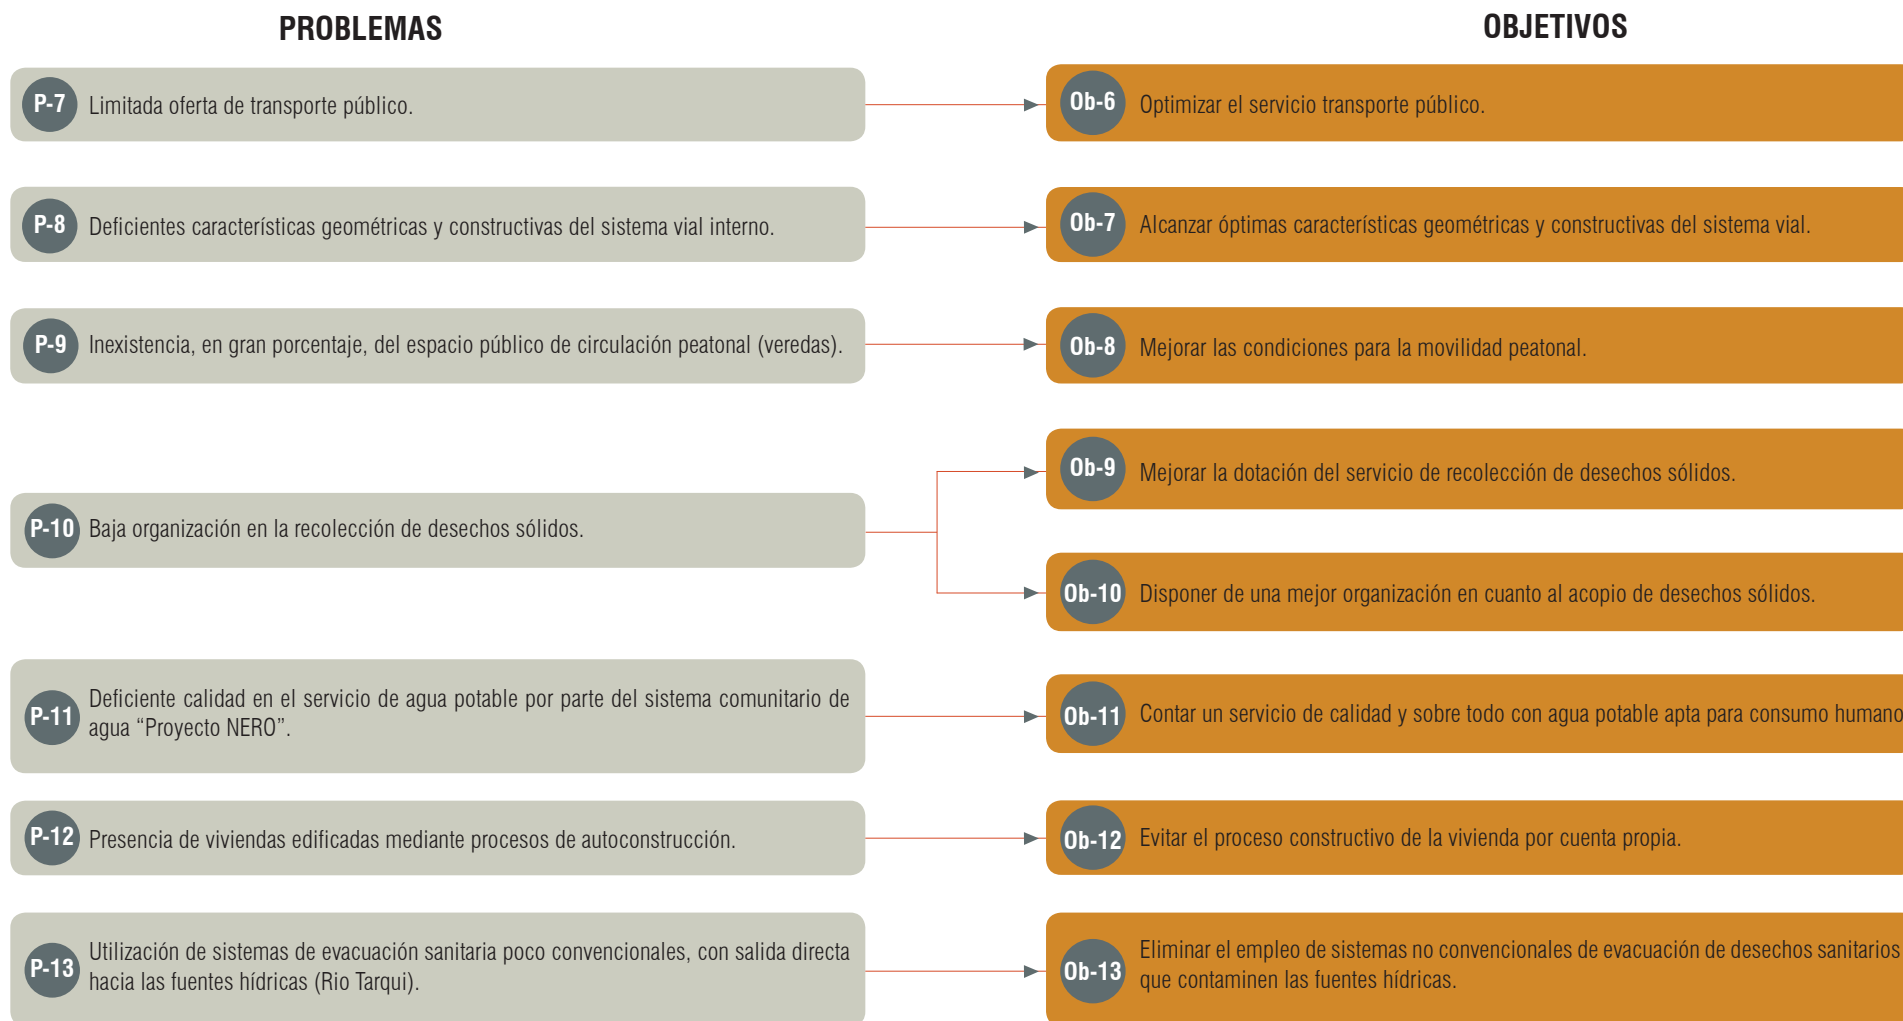 PROBLEMAS
OBJETIVOS
P-7 Limitada oferta de transporte público.
Ob-6 Optimizar el servicio transporte público.
P-8 Deficientes características geométricas y constructivas del sistema vial interno.
Ob-7 Alcanzar óptimas características geométricas y constructivas del sistema vial.
P-9 Inexistencia, en gran porcentaje, del espacio público de circulación peatonal (veredas).
Ob-8 Mejorar las condiciones para la movilidad peatonal.
P-10 Baja organización en la recolección de desechos sólidos.
Ob-9 Mejorar la dotación del servicio de recolección de desechos sólidos.
Ob-10 Disponer de una mejor organización en cuanto al acopio de desechos sólidos.
P-11 Deficiente calidad en el servicio de agua potable por parte del sistema comunitario de
agua “Proyecto NERO”.
Ob-11 Contar un servicio de calidad y sobre todo con agua potable apta para consumo humano
P-12 Presencia de viviendas edificadas mediante procesos de autoconstrucción.
Ob-12 Evitar el proceso constructivo de la vivienda por cuenta propia.
P-13 Utilización de sistemas de evacuación sanitaria poco convencionales, con salida directa
hacia las fuentes hídricas (Rio Tarqui).
Ob-13 Eliminar el empleo de sistemas no convencionales de evacuación de desechos sanitarios
que contaminen las fuentes hídricas.